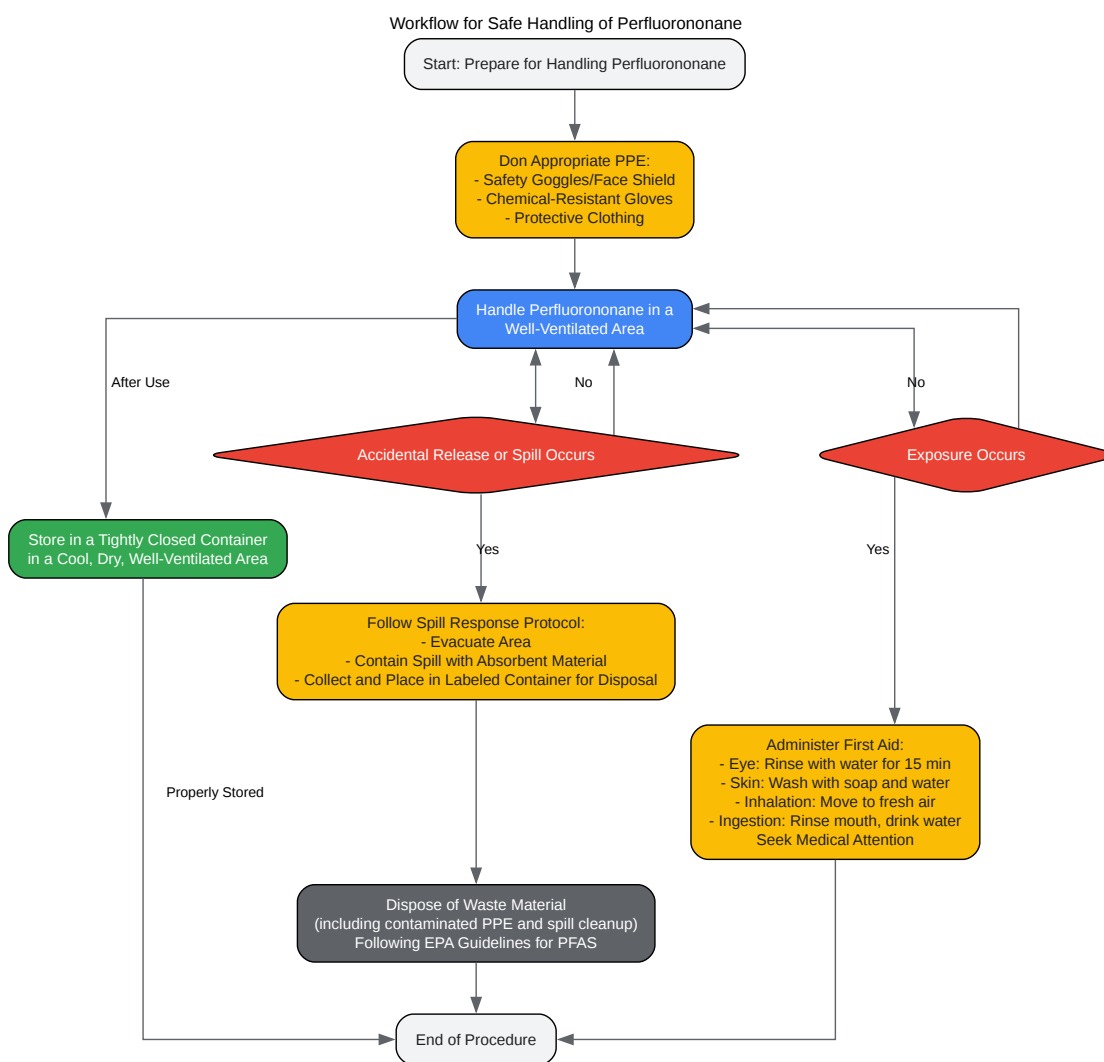 Workflow for Safe Handling of Perfluorononane
Start: Prepare for Handling Perfluorononane
Don Appropriate PPE:
- Safety Goggles/Face Shield
- Chemical-Resistant Gloves
- Protective Clothing
Handle Perfluorononane in a
Well-Ventilated Area
After Use
No
No
Accidental Release or Spill Occurs
Exposure Occurs
Store in a Tightly Closed Container
in a Cool, Dry, Well-Ventilated Area
Yes
Yes
Follow Spill Response Protocol:
- Evacuate Area
- Contain Spill with Absorbent Material
- Collect and Place in Labeled Container for Disposal
Administer First Aid:
- Eye: Rinse with water for 15 min
- Skin: Wash with soap and water
- Inhalation: Move to fresh air
- Ingestion: Rinse mouth, drink water
Seek Medical Attention
Properly Stored
Dispose of Waste Material
(including contaminated PPE and spill cleanup)
Following EPA Guidelines for PFAS
End of Procedure